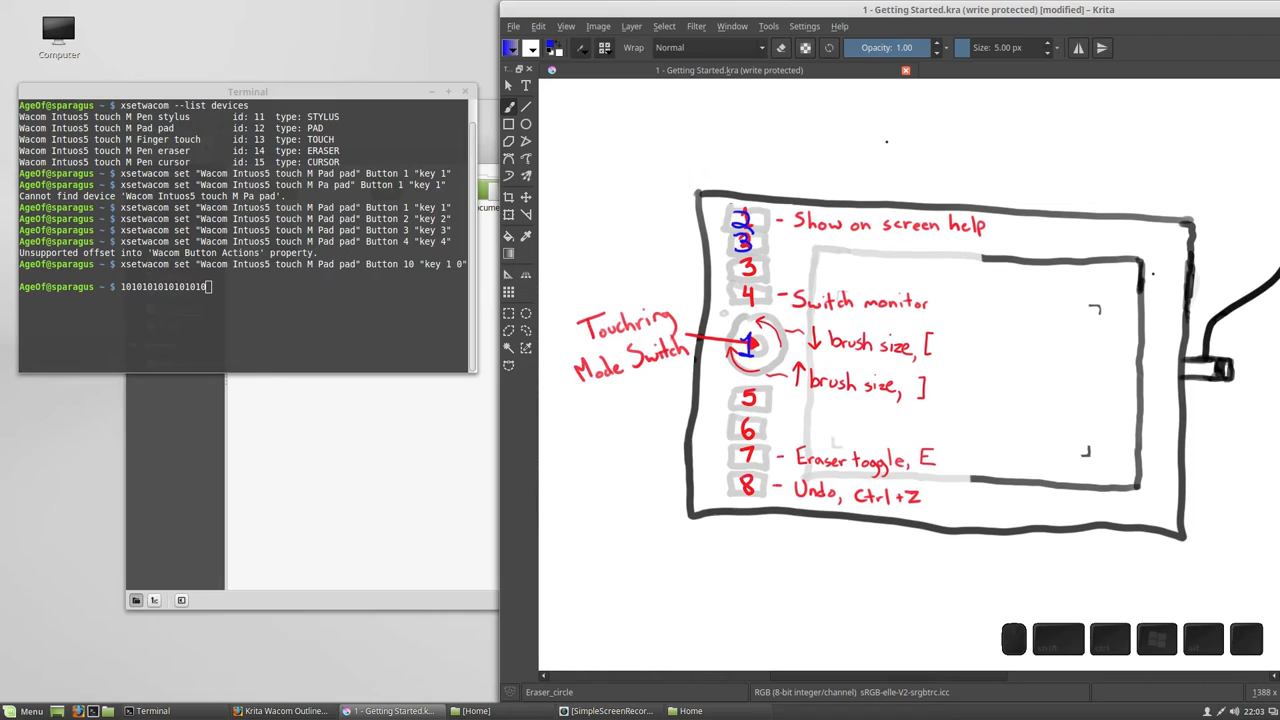 1 - Getting Started.kra (write protected) [modified] – Krita
File Edit View Image Layer Select Filter Window Tools Settings Help
Wrap Normal Opacity: 1.00 Size: 5.00 px
1 - Getting Started.kra (write protected)
Computer
Terminal
AgeOf@sparagus ~ $ xsetwacom --list devices
Wacom Intuos5 touch M Pen stylus id: 11 type: STYLUS
Wacom Intuos5 touch M Pad pad id: 12 type: PAD
Wacom Intuos5 touch M Finger touch id: 13 type: TOUCH
Wacom Intuos5 touch M Pen eraser id: 14 type: ERASER
Wacom Intuos5 touch M Pen cursor id: 15 type: CURSOR
AgeOf@sparagus ~ $ xsetwacom set "Wacom Intuos5 touch M Pad pad" Button 1 "key 1"
AgeOf@sparagus ~ $ xsetwacom set "Wacom Intuos5 touch M Pa pad" Button 1 "key 1"
Cannot find device 'Wacom Intuos5 touch M Pa pad'.
AgeOf@sparagus ~ $ xsetwacom set "Wacom Intuos5 touch M Pad pad" Button 1 "key 1"
AgeOf@sparagus ~ $ xsetwacom set "Wacom Intuos5 touch M Pad pad" Button 2 "key 2"
AgeOf@sparagus ~ $ xsetwacom set "Wacom Intuos5 touch M Pad pad" Button 3 "key 3"
AgeOf@sparagus ~ $ xsetwacom set "Wacom Intuos5 touch M Pad pad" Button 4 "key 4"
Unsupported offset into 'Wacom Button Actions' property.
AgeOf@sparagus ~ $ xsetwacom set "Wacom Intuos5 touch M Pad pad" Button 10 "key 1 0"
AgeOf@sparagus ~ $ 1010101010101010
2 - Show on screen help
3
3
4 - Switch monitor
Touchring
Mode Switch
1
↓ brush size, [
↑ brush size, ]
5
6
7 - Eraser toggle, E
8 - Undo, Ctrl+Z
shift ctrl alt
Eraser_circle RGB (8-bit integer/channel) sRGB-elle-V2-srgbtrc.icc 1388 x
Menu Terminal Krita Wacom Outline... 1 - Getting Started.k... [Home] [SimpleScreenRecor... Home 22:03